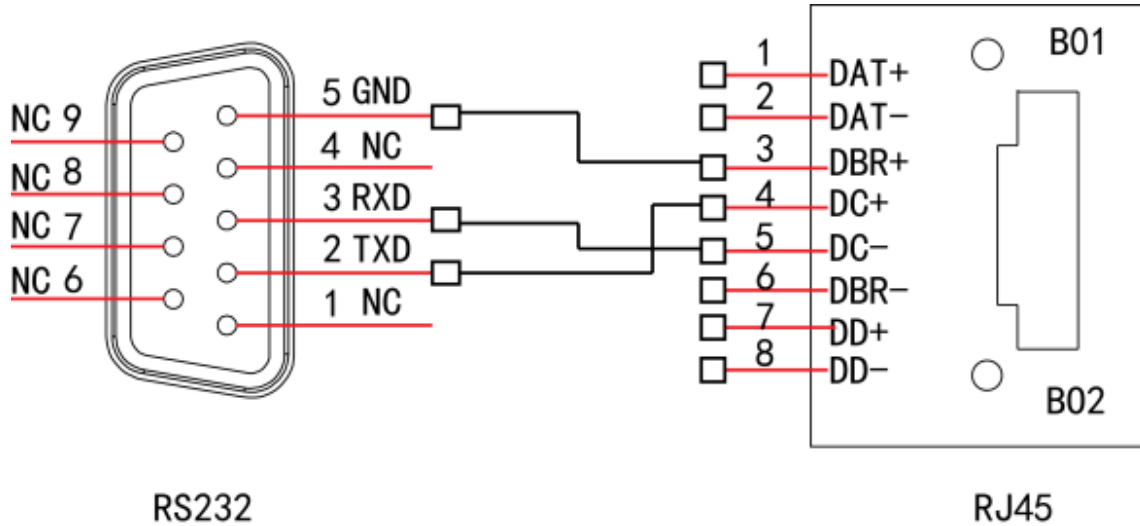 NC 9
NC 8
NC 7
NC 6
5 GND
4 NC
3 RXD
2 TXD
1 NC
1 DAT+
2 DAT-
3 DBR+
4 DC+
5 DC-
6 DBR-
7 DD+
8 DD-
B01
B02
RS232
RJ45